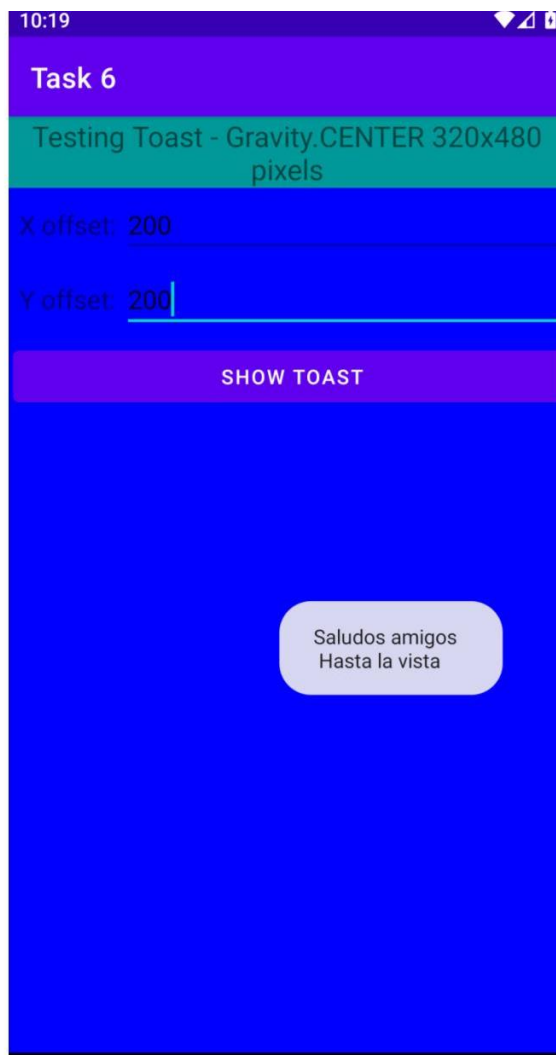 10:19
Task 6
Testing Toast - Gravity.CENTER 320x480
pixels
X offset: 200
Y offset: 200
SHOW TOAST
Saludos amigos
Hasta la vista